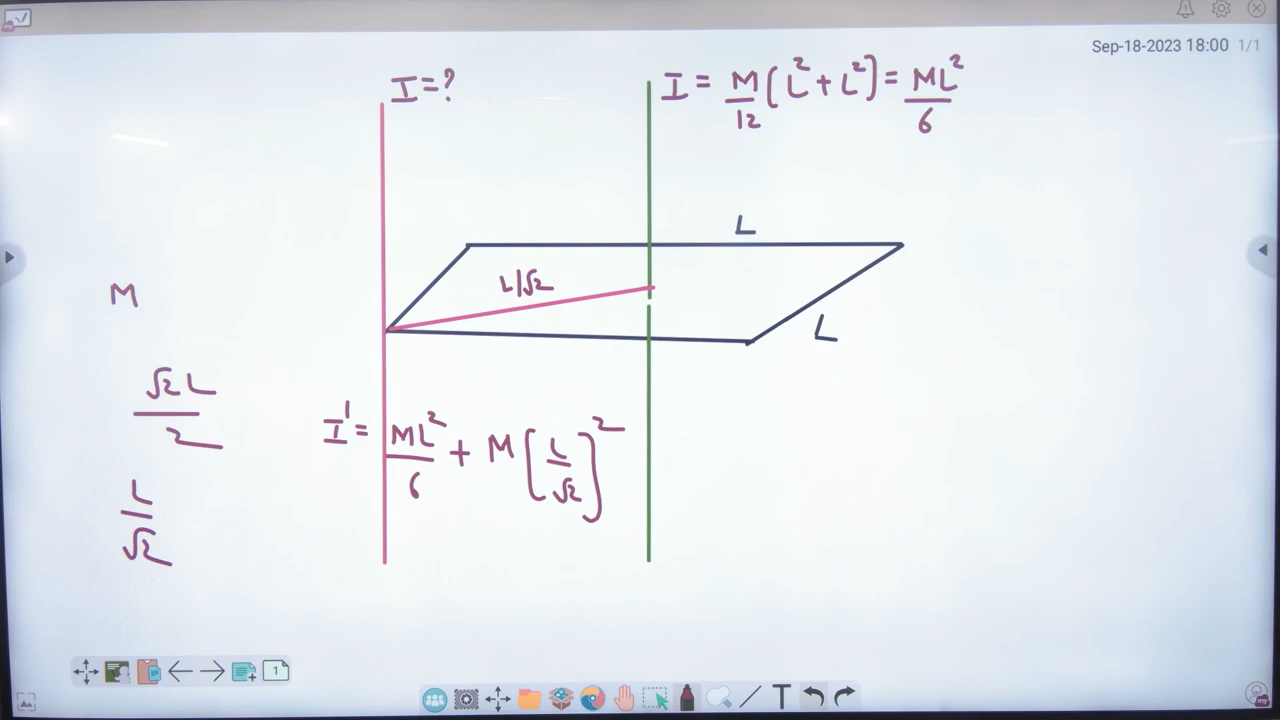 Sep-18-2023 18:00 1/1
I=?
I = M/12 [L² + L²] = ML²/6
L
L/√2
M
L
√2 L / 2
I' = ML²/6 + M [L/√2]²
L/√2
1
T